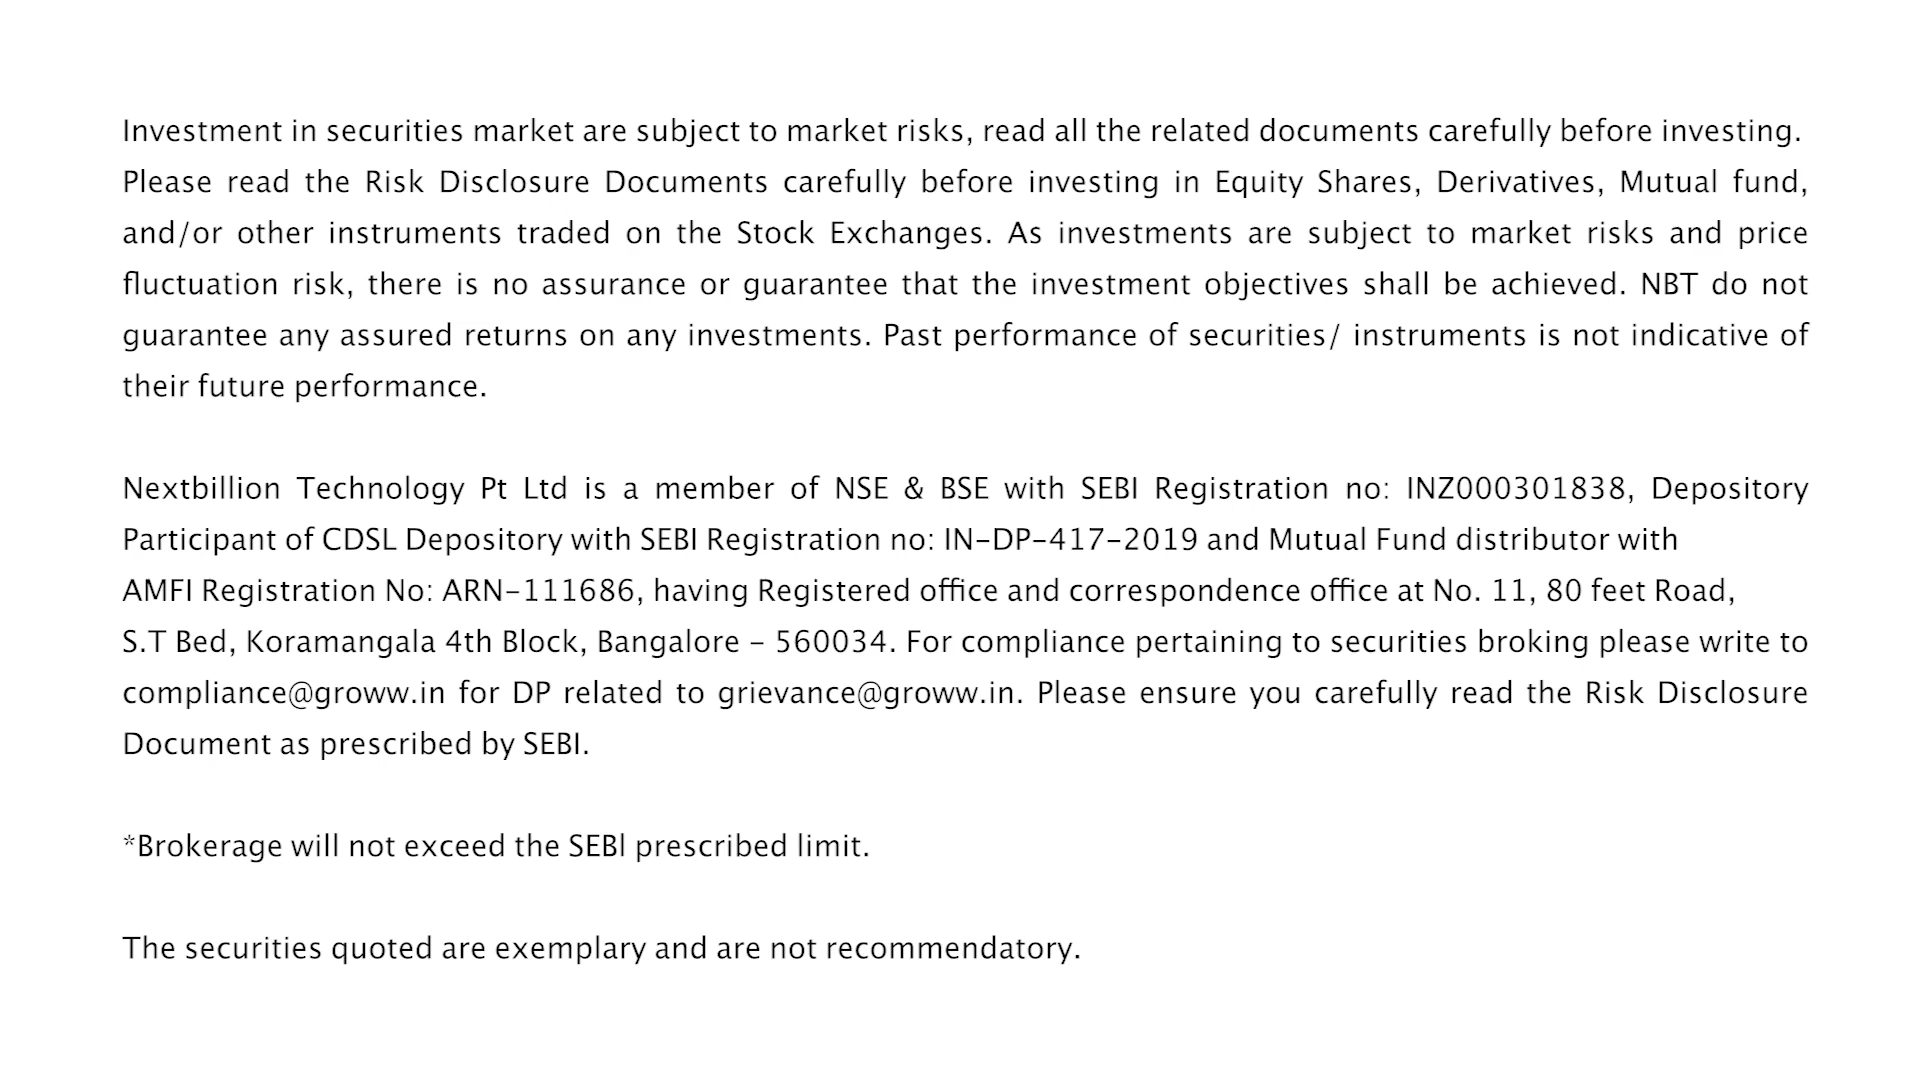 Investment in securities market are subject to market risks, read all the related documents carefully before investing.
Please read the Risk Disclosure Documents carefully before investing in Equity Shares, Derivatives, Mutual fund,
and/or other instruments traded on the Stock Exchanges. As investments are subject to market risks and price
fluctuation risk, there is no assurance or guarantee that the investment objectives shall be achieved. NBT do not
guarantee any assured returns on any investments. Past performance of securities/ instruments is not indicative of
their future performance.
Nextbillion Technology Pt Ltd is a member of NSE & BSE with SEBI Registration no: INZ000301838, Depository
Participant of CDSL Depository with SEBI Registration no: IN-DP-417-2019 and Mutual Fund distributor with
AMFI Registration No: ARN-111686, having Registered office and correspondence office at No. 11, 80 feet Road,
S.T Bed, Koramangala 4th Block, Bangalore - 560034. For compliance pertaining to securities broking please write to
compliance@groww.in for DP related to grievance@groww.in. Please ensure you carefully read the Risk Disclosure
Document as prescribed by SEBI.
*Brokerage will not exceed the SEBl prescribed limit.
The securities quoted are exemplary and are not recommendatory.